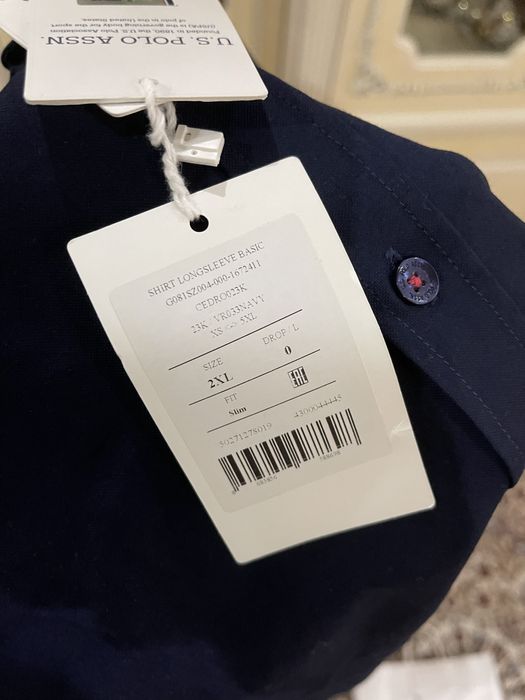 U.S. POLO ASSN.
Founded in 1890, the U.S. Polo Association
(USPA) is the governing body for the sport
of polo in the United States.
SHIRT LONGSLEEVE BASIC
G081SZ004-000-1672411
CEDRO023K
23K / VR033NAVY
XS <-> 5XL
SIZE DROP / L
2XL 0
FIT EAC
Slim
50271278019 4300044445